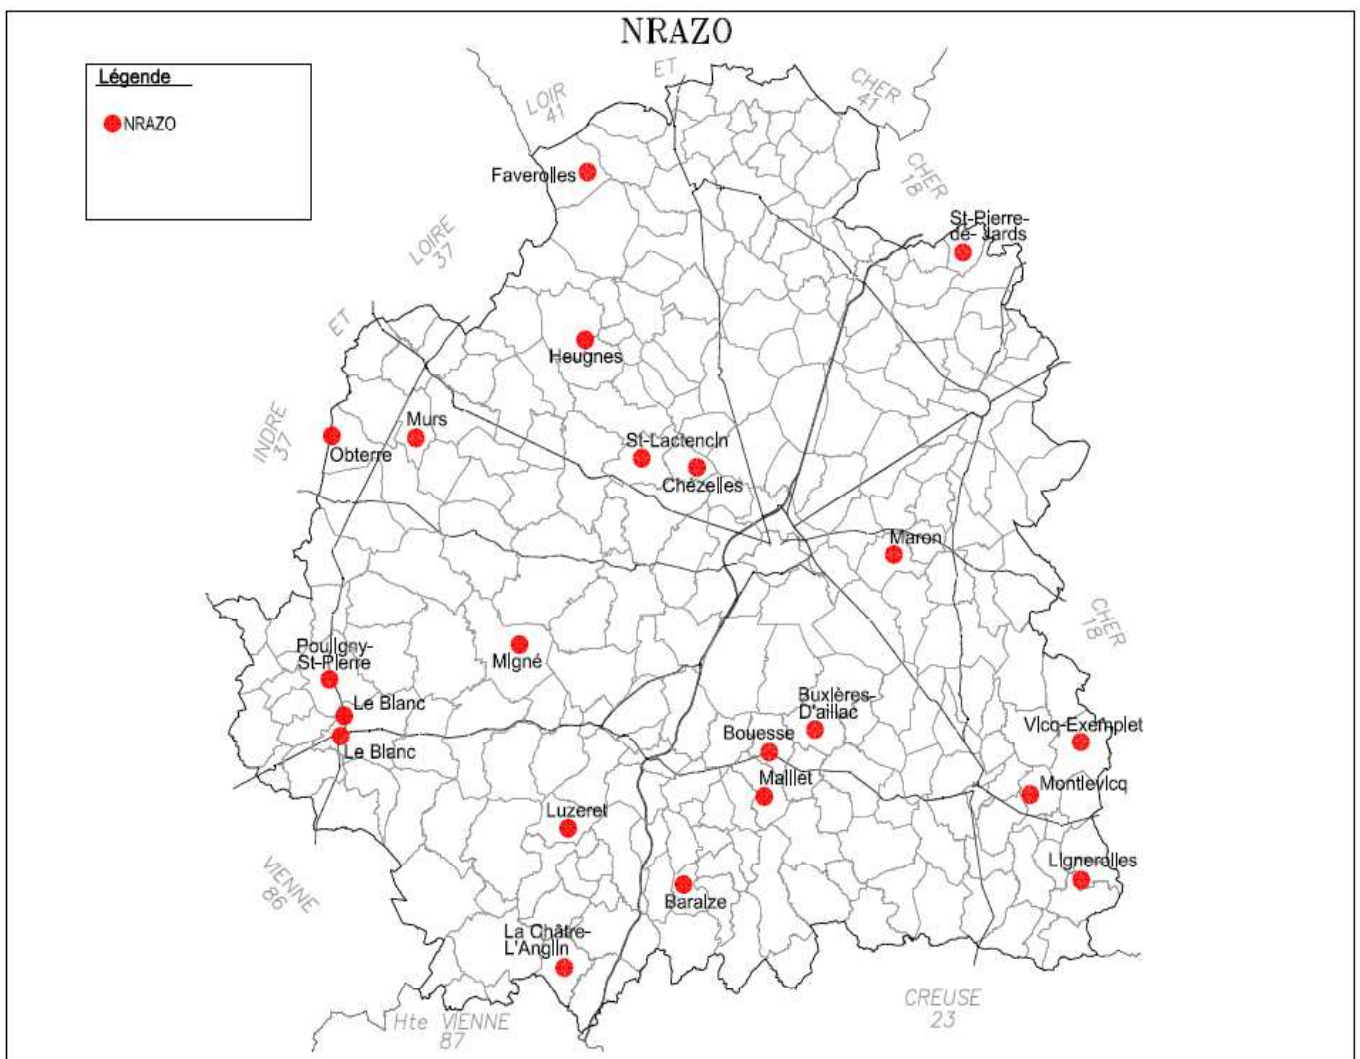 NRAZO
Légende
NRAZO
LOIR
41
ET
CHER
41
CHER
18
Faverolles
St-Pierre-
de- Jards
LOIRE
37
ET
Heugnes
INDRE
37
Murs
Obterre
St-Lactencin
Chézelles
Maron
CHER
18
Pouligny-
St-Pierre
Migné
Le Blanc
Le Blanc
Buxières-
D'aillac
Bouesse
Vicq-Exemplet
Maillet
Montlevicq
Luzeret
Lignerolles
VIENNE
86
Baraize
La Châtre-
L'Anglin
Hte VIENNE
87
CREUSE
23